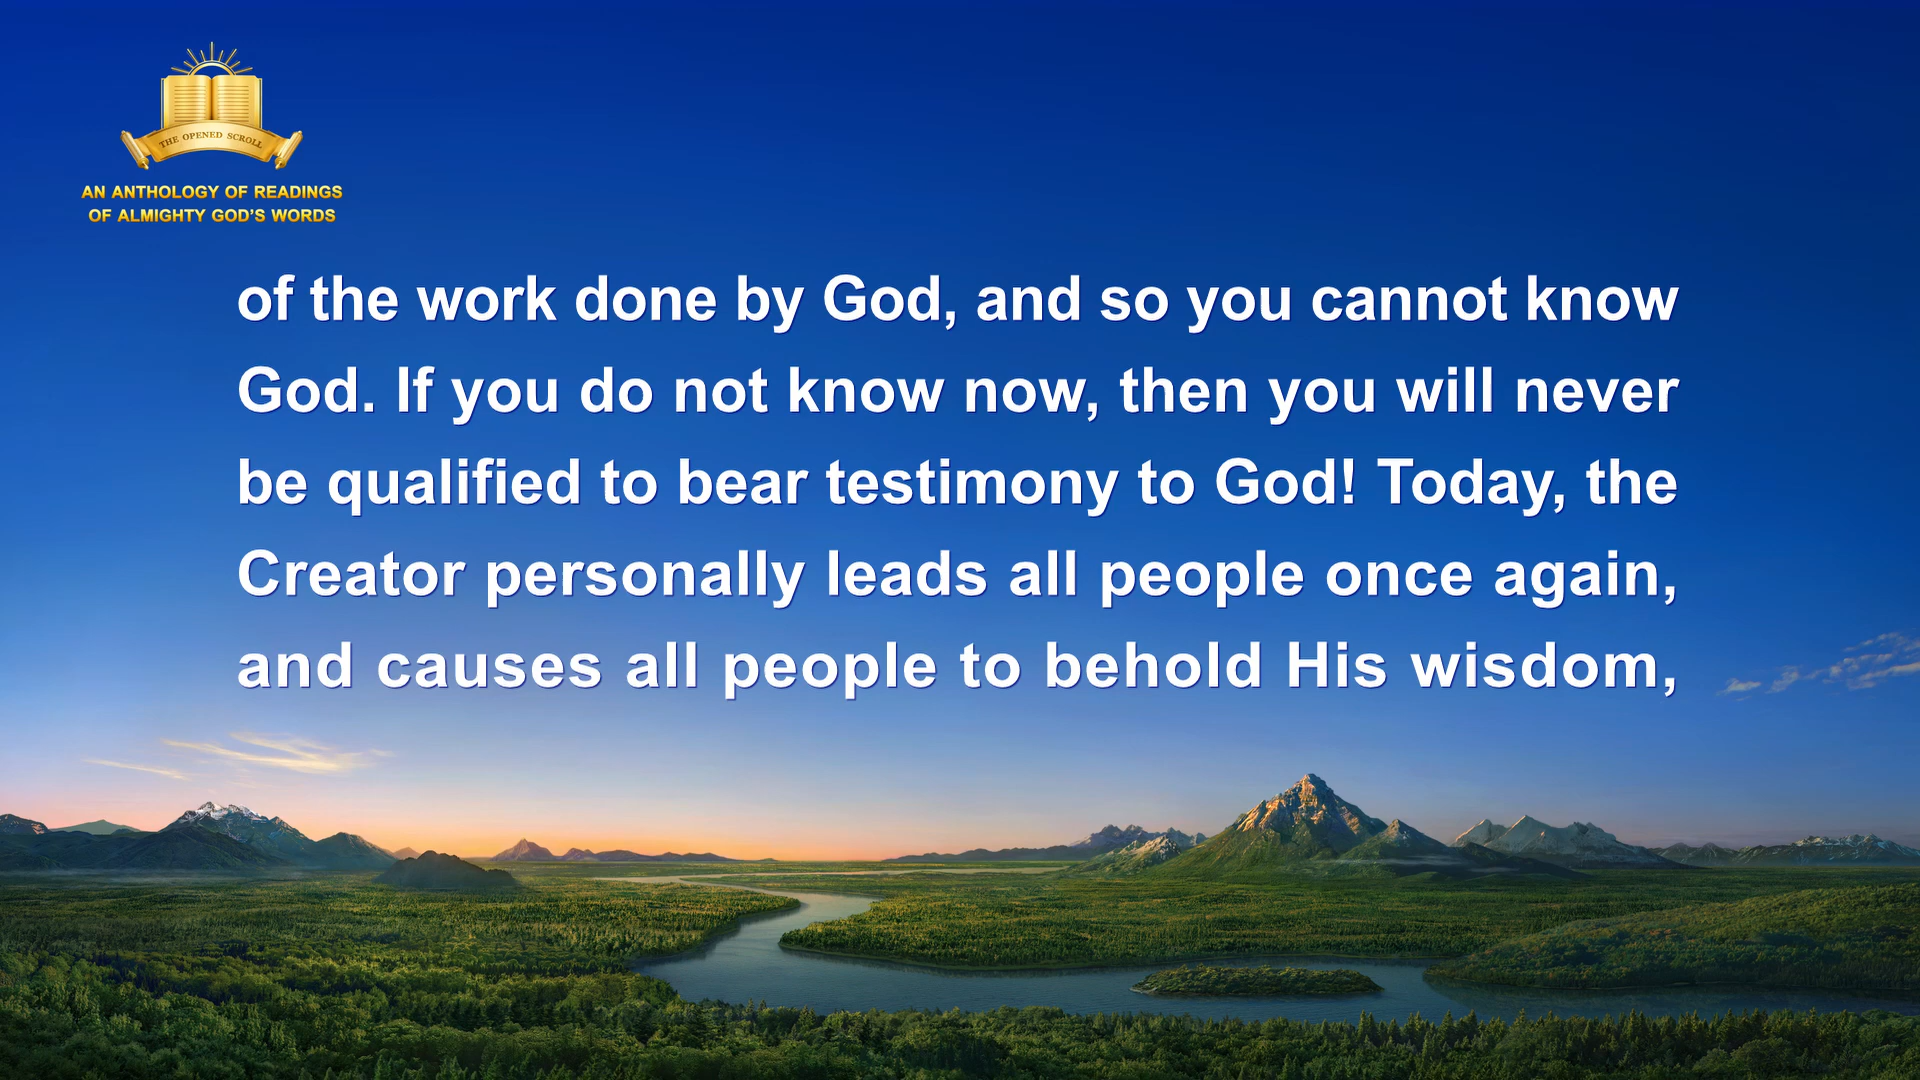 THE OPENED SCROLL
AN ANTHOLOGY OF READINGS
OF ALMIGHTY GOD'S WORDS
of the work done by God, and so you cannot know
God. If you do not know now, then you will never
be qualified to bear testimony to God! Today, the
Creator personally leads all people once again,
and causes all people to behold His wisdom,